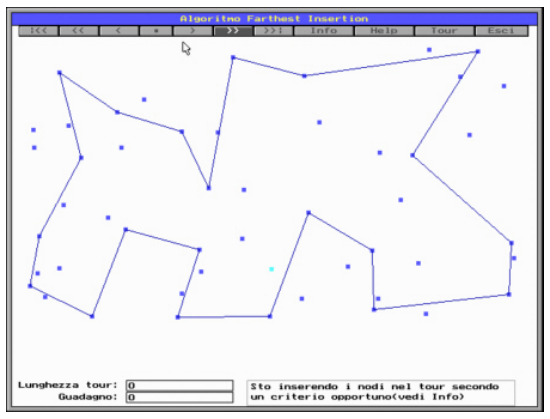 Algoritmo Farthest Insertion
|<< << < ■ > >> >>| Info Help Tour Esci
Lunghezza tour: 0
Guadagno: 0
Sto inserendo i nodi nel tour secondo
un criterio opportuno(vedi Info)